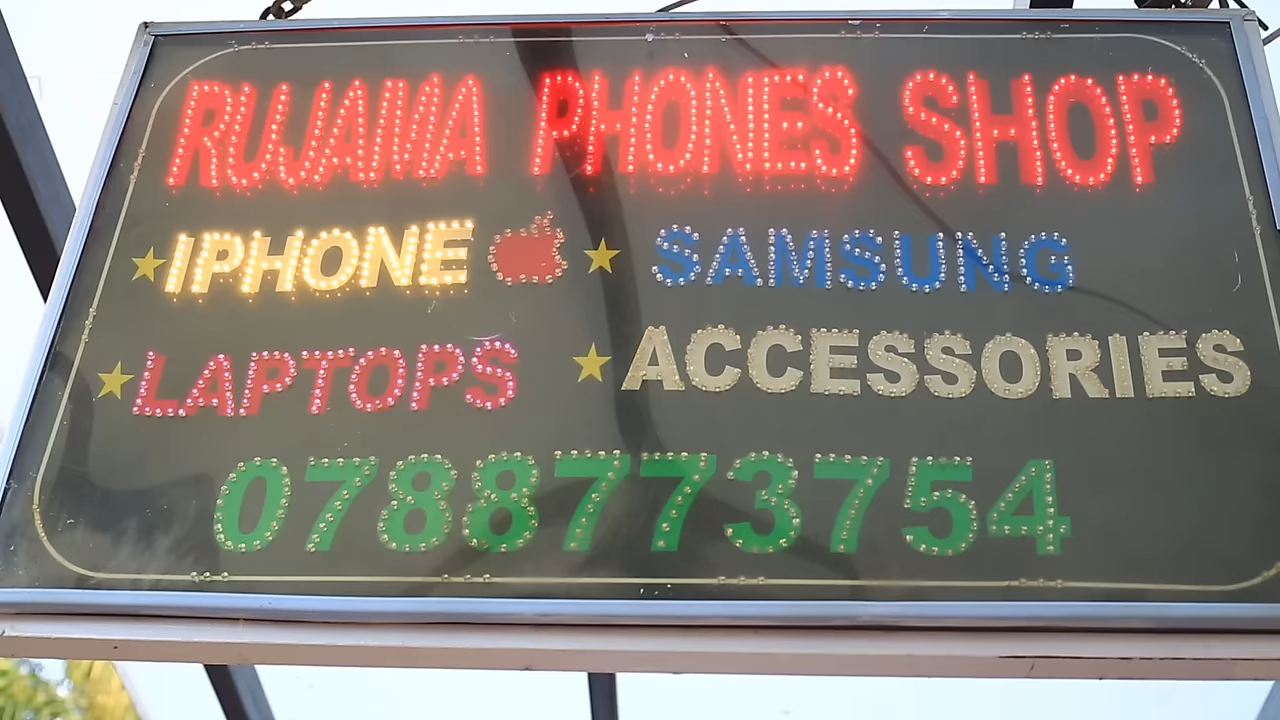 RUJAMA PHONES SHOP
IPHONE SAMSUNG
LAPTOPS ACCESSORIES
0788773754